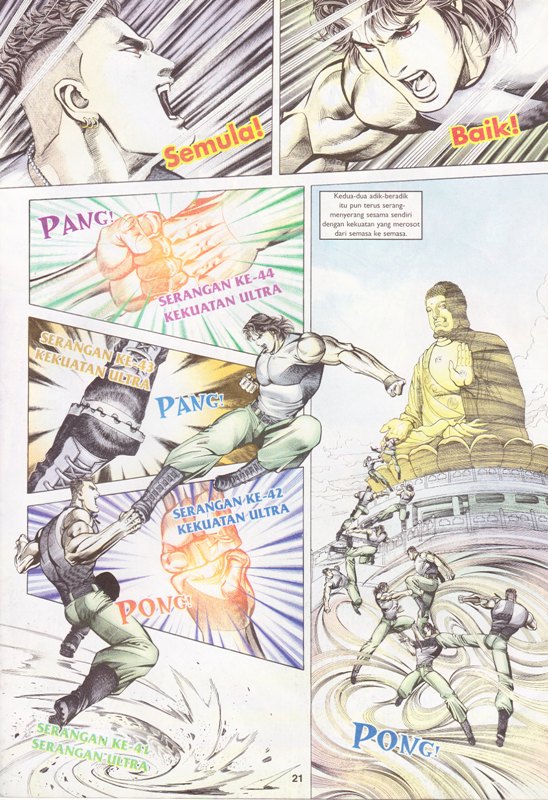 Semula!
Baik!
PANG!
SERANGAN KE-44
KEKUATAN ULTRA
SERANGAN KE-43
KEKUATAN ULTRA
PANG!
SERANGAN KE-42
KEKUATAN ULTRA
PONG!
SERANGAN KE-41
SERANGAN ULTRA
Kedua-dua adik-beradik
itu pun terus serang-
menyerang sesama sendiri
dengan kekuatan yang merosot
dari semasa ke semasa.
PONG!
21